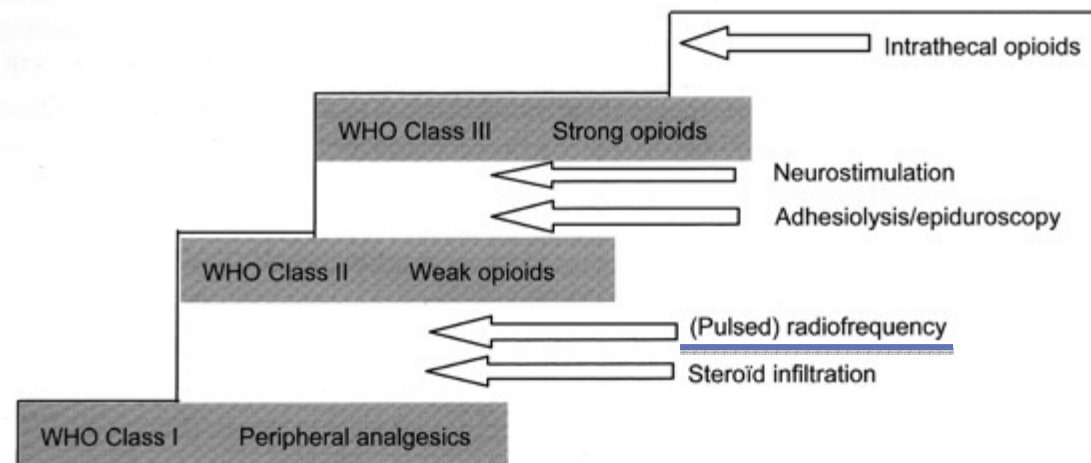 Intrathecal opioids
WHO Class III Strong opioids
Neurostimulation
Adhesiolysis/epiduroscopy
WHO Class II Weak opioids
(Pulsed) radiofrequency
Steroïd infiltration
WHO Class I Peripheral analgesics